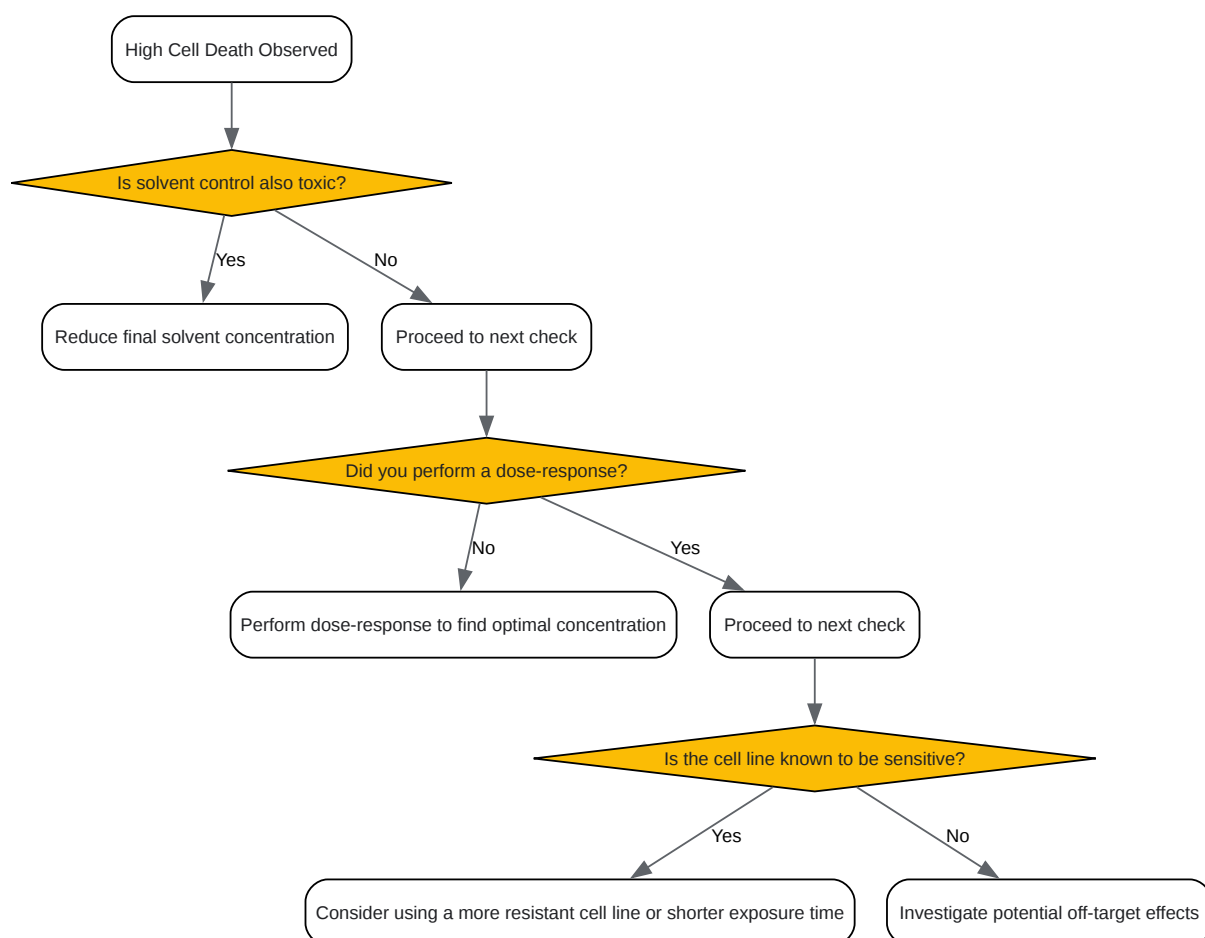 High Cell Death Observed
Is solvent control also toxic?
Yes
No
Reduce final solvent concentration
Proceed to next check
Did you perform a dose-response?
No
Yes
Perform dose-response to find optimal concentration
Proceed to next check
Is the cell line known to be sensitive?
Yes
No
Consider using a more resistant cell line or shorter exposure time
Investigate potential off-target effects